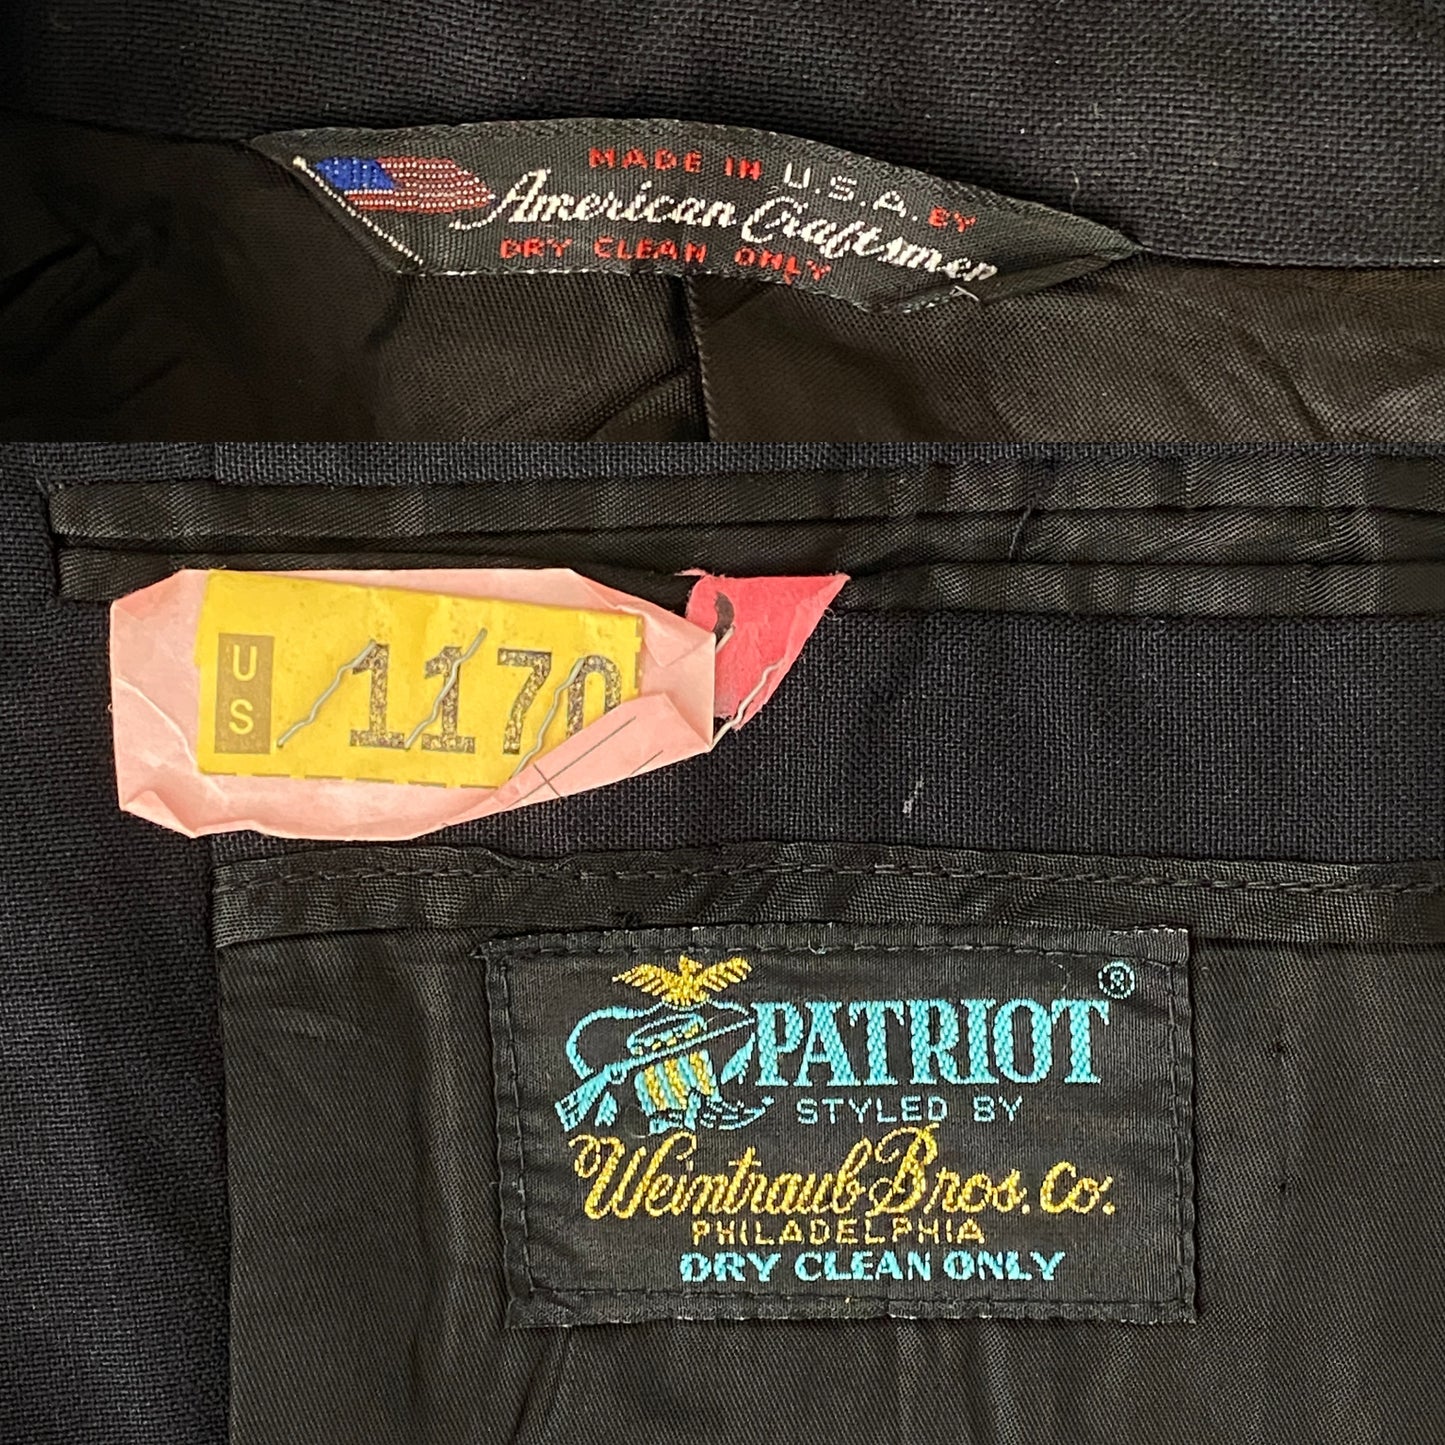 MADE IN U.S.A. BY
American Craftsmen
DRY CLEAN ONLY
US 1170
PATRIOT®
STYLED BY
Weintraub Bros. Co.
PHILADELPHIA
DRY CLEAN ONLY